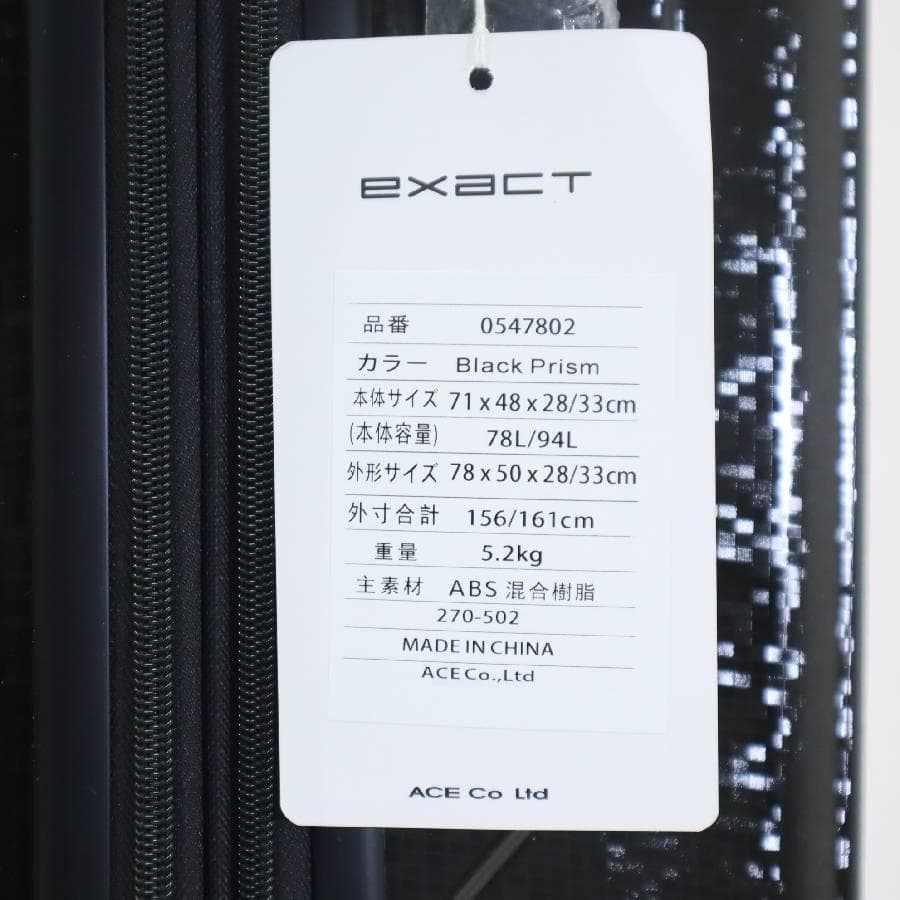 exact
品番 0547802
カラー Black Prism
本体サイズ 71 x 48 x 28/33cm
(本体容量) 78L/94L
外形サイズ 78 x 50 x 28/33cm
外寸合計 156/161cm
重量 5.2kg
主素材 ABS 混合樹脂
270-502
MADE IN CHINA
ACE Co.,Ltd
ACE Co Ltd